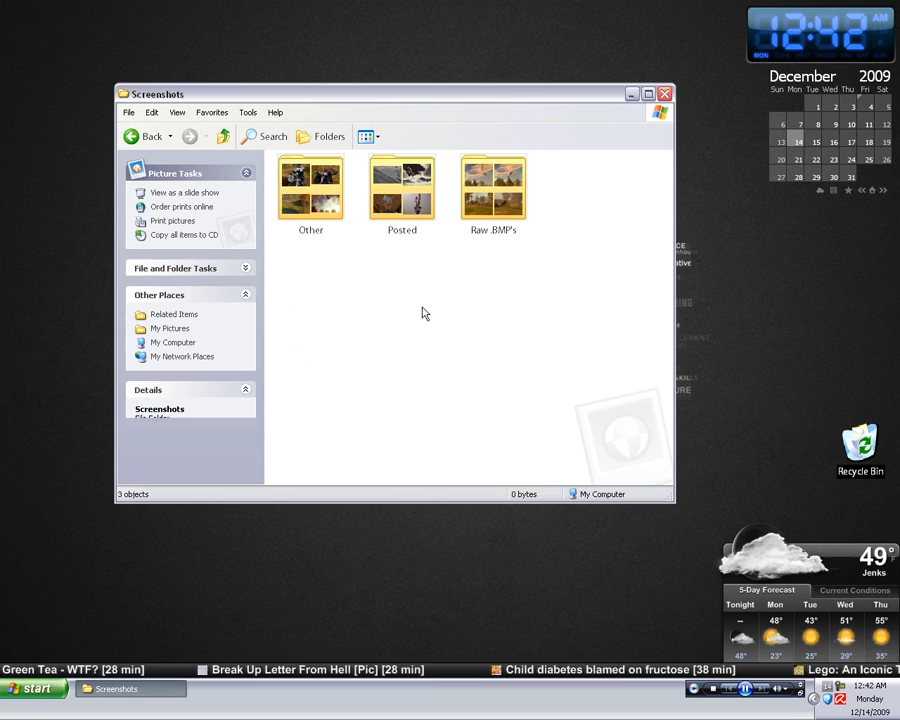 12:42 AM
MON
December 2009
Sun Mon Tue Wed Thu Fri Sat
1 2 3 4 5
6 7 8 9 10 11 12
13 14 15 16 17 18 19
20 21 22 23 24 25 26
27 28 29 30 31
Screenshots
File Edit View Favorites Tools Help
Back Search Folders
Picture Tasks
View as a slide show
Order prints online
Print pictures
Copy all items to CD
File and Folder Tasks
Other Places
Related Items
My Pictures
My Computer
My Network Places
Details
Screenshots
File Folder
Other Posted Raw .BMP's
3 objects 0 bytes My Computer
Recycle Bin
49°F
Jenks
5-Day Forecast Current Conditions
Tonight Mon Tue Wed Thu
-- 48° 43° 51° 55°
48° 23° 25° 29° 35°
Green Tea - WTF? [28 min] Break Up Letter From Hell [Pic] [28 min] Child diabetes blamed on fructose [38 min] Lego: An Iconic T
start Screenshots 12:42 AM
Monday
12/14/2009